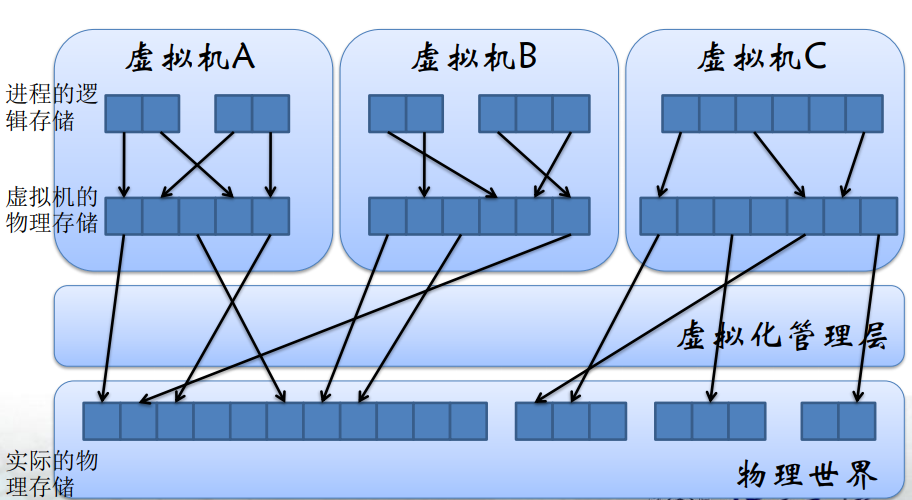 虚拟机A
虚拟机B
虚拟机C
进程的逻
辑存储
虚拟机的
物理存储
虚拟化管理层
实际的物
理存储
物理世界